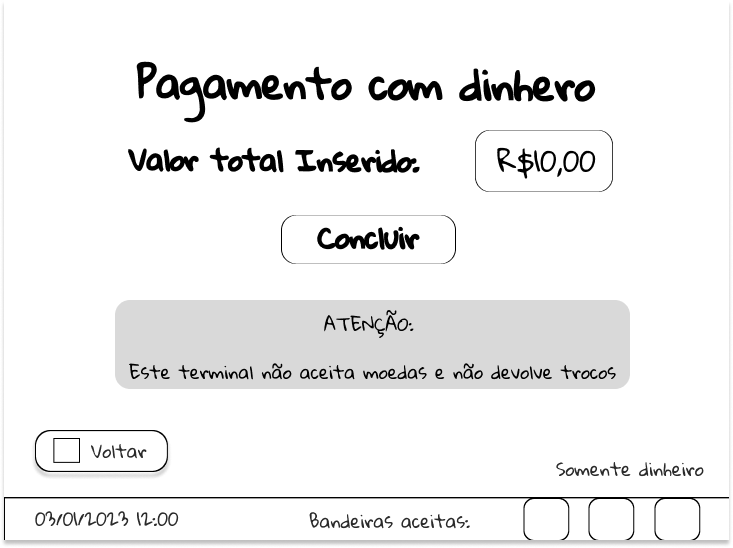 Pagamento com dinhero
Valor total Inserido: R$10,00
Concluir
ATENÇÃO:
Este terminal não aceita moedas e não devolve trocos
Voltar
Somente dinheiro
03/01/2023 12:00 Bandeiras aceitas: